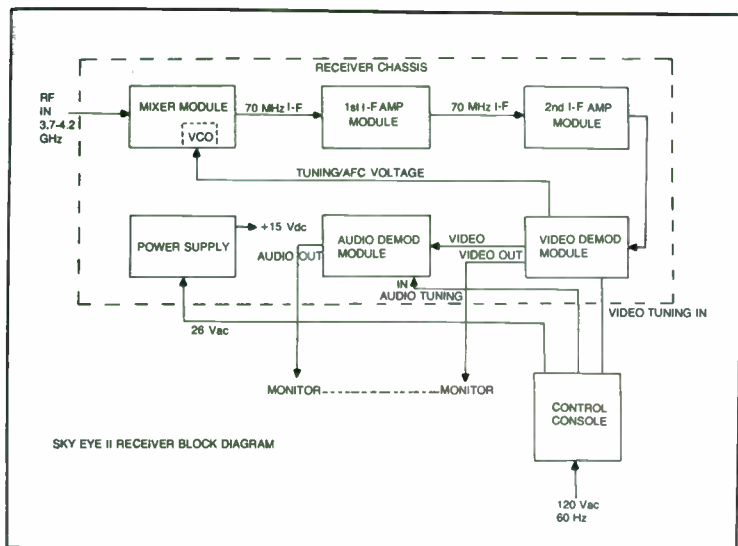 RECEIVER CHASSIS
RF
IN
3.7-4.2
GHz
MIXER MODULE
VCO
70 MHz I-F
1st I-F AMP
MODULE
70 MHz I-F
2nd I-F AMP
MODULE
TUNING/AFC VOLTAGE
POWER SUPPLY
+15 Vdc
AUDIO OUT
AUDIO DEMOD
MODULE
VIDEO
VIDEO OUT
VIDEO DEMOD
MODULE
IN
AUDIO TUNING
26 Vac
VIDEO TUNING IN
MONITOR
MONITOR
CONTROL
CONSOLE
SKY EYE II RECEIVER BLOCK DIAGRAM
120 Vac
60 Hz